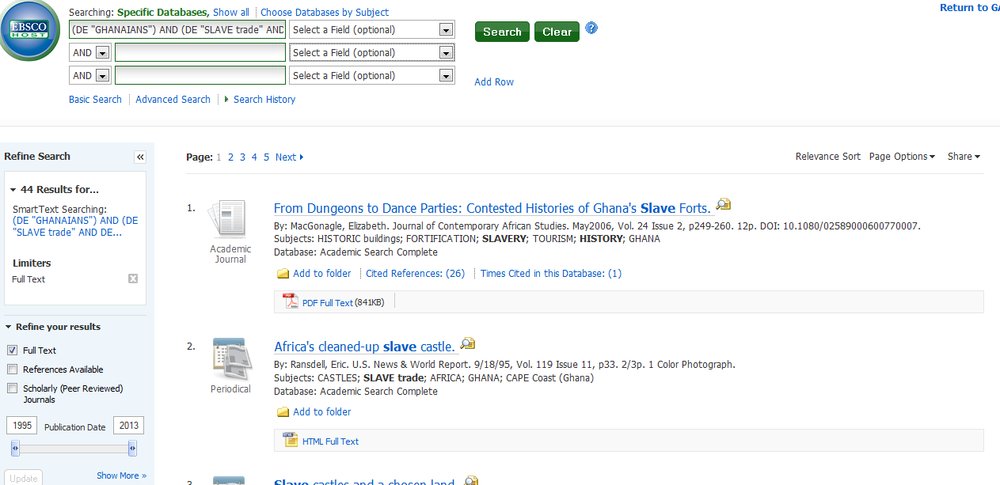 Searching: Specific Databases, Show all | Choose Databases by Subject
Return to GA
EBSCO
HOST
(DE "GHANAIANS") AND (DE "SLAVE trade" AND
Select a Field (optional)
Search
Clear
?
AND
Select a Field (optional)
AND
Select a Field (optional)
Add Row
Basic Search
Advanced Search
Search History
Refine Search
«
Page: 1 2 3 4 5 Next
Relevance Sort
Page Options
Share
44 Results for...
SmartText Searching:
(DE "GHANAIANS") AND (DE
"SLAVE trade" AND DE...
Limiters
Full Text
Refine your results
Full Text
References Available
Scholarly (Peer Reviewed)
Journals
1995
Publication Date
2013
Update
Show More »
1.
Academic
Journal
From Dungeons to Dance Parties: Contested Histories of Ghana's Slave Forts.
By: MacGonagle, Elizabeth. Journal of Contemporary African Studies. May2006, Vol. 24 Issue 2, p249-260. 12p. DOI: 10.1080/02589000600770007.
Subjects: HISTORIC buildings; FORTIFICATION; SLAVERY; TOURISM; HISTORY; GHANA
Database: Academic Search Complete
Add to folder
Cited References: (26)
Times Cited in this Database: (1)
PDF Full Text (841KB)
2.
Periodical
Africa's cleaned-up slave castle.
By: Ransdell, Eric. U.S. News & World Report. 9/18/95, Vol. 119 Issue 11, p33. 2/3p. 1 Color Photograph.
Subjects: CASTLES; SLAVE trade; AFRICA; GHANA; CAPE Coast (Ghana)
Database: Academic Search Complete
Add to folder
HTML Full Text
3.
Slave castles and a chosen land.